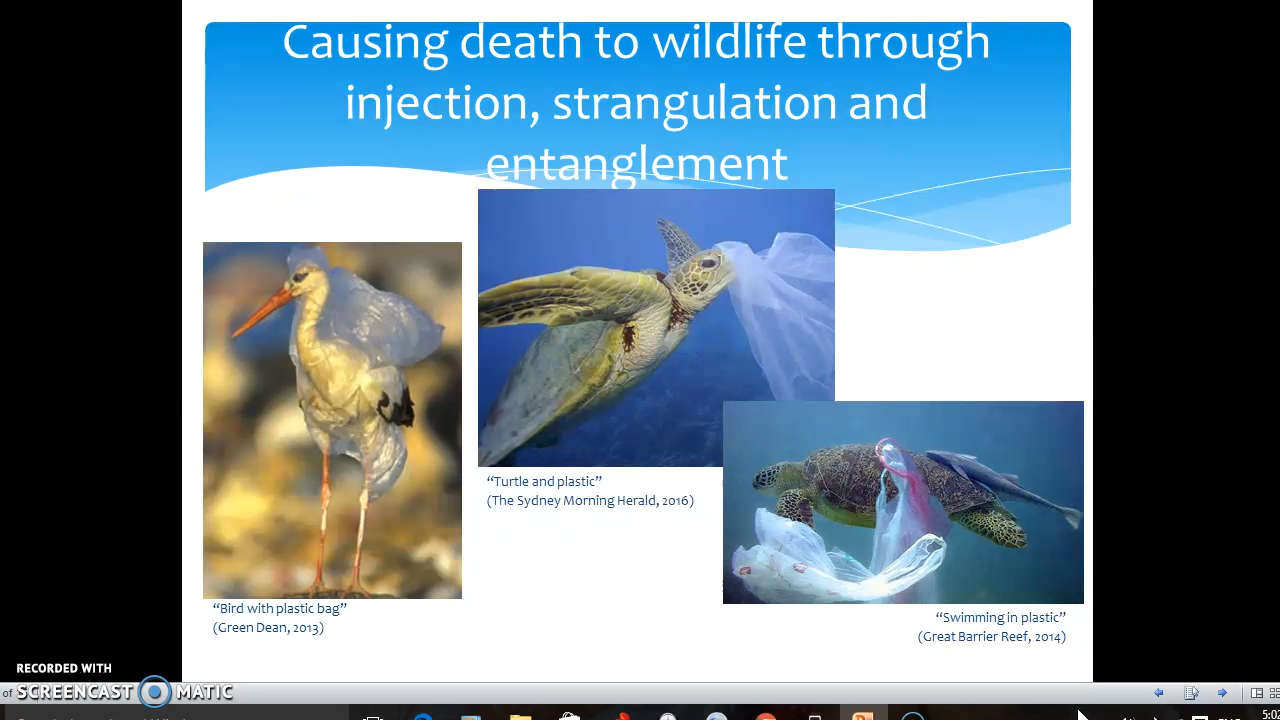 Causing death to wildlife through
injection, strangulation and
entanglement
“Turtle and plastic”
(The Sydney Morning Herald, 2016)
“Bird with plastic bag”
(Green Dean, 2013)
“Swimming in plastic”
(Great Barrier Reef, 2014)
RECORDED WITH
of SCREENCAST MATIC